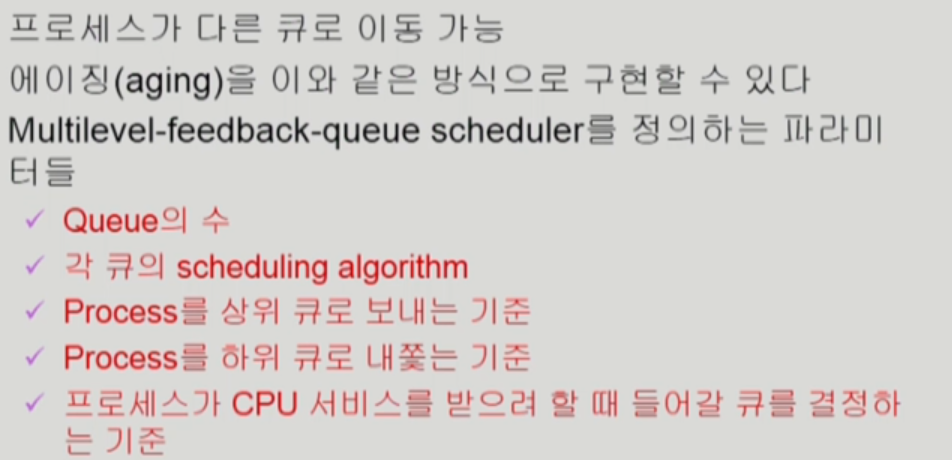 프로세스가 다른 큐로 이동 가능
에이징(aging)을 이와 같은 방식으로 구현할 수 있다
Multilevel-feedback-queue scheduler를 정의하는 파라미
터들
✓ Queue의 수
✓ 각 큐의 scheduling algorithm
✓ Process를 상위 큐로 보내는 기준
✓ Process를 하위 큐로 내쫓는 기준
✓ 프로세스가 CPU 서비스를 받으려 할 때 들어갈 큐를 결정하
는 기준